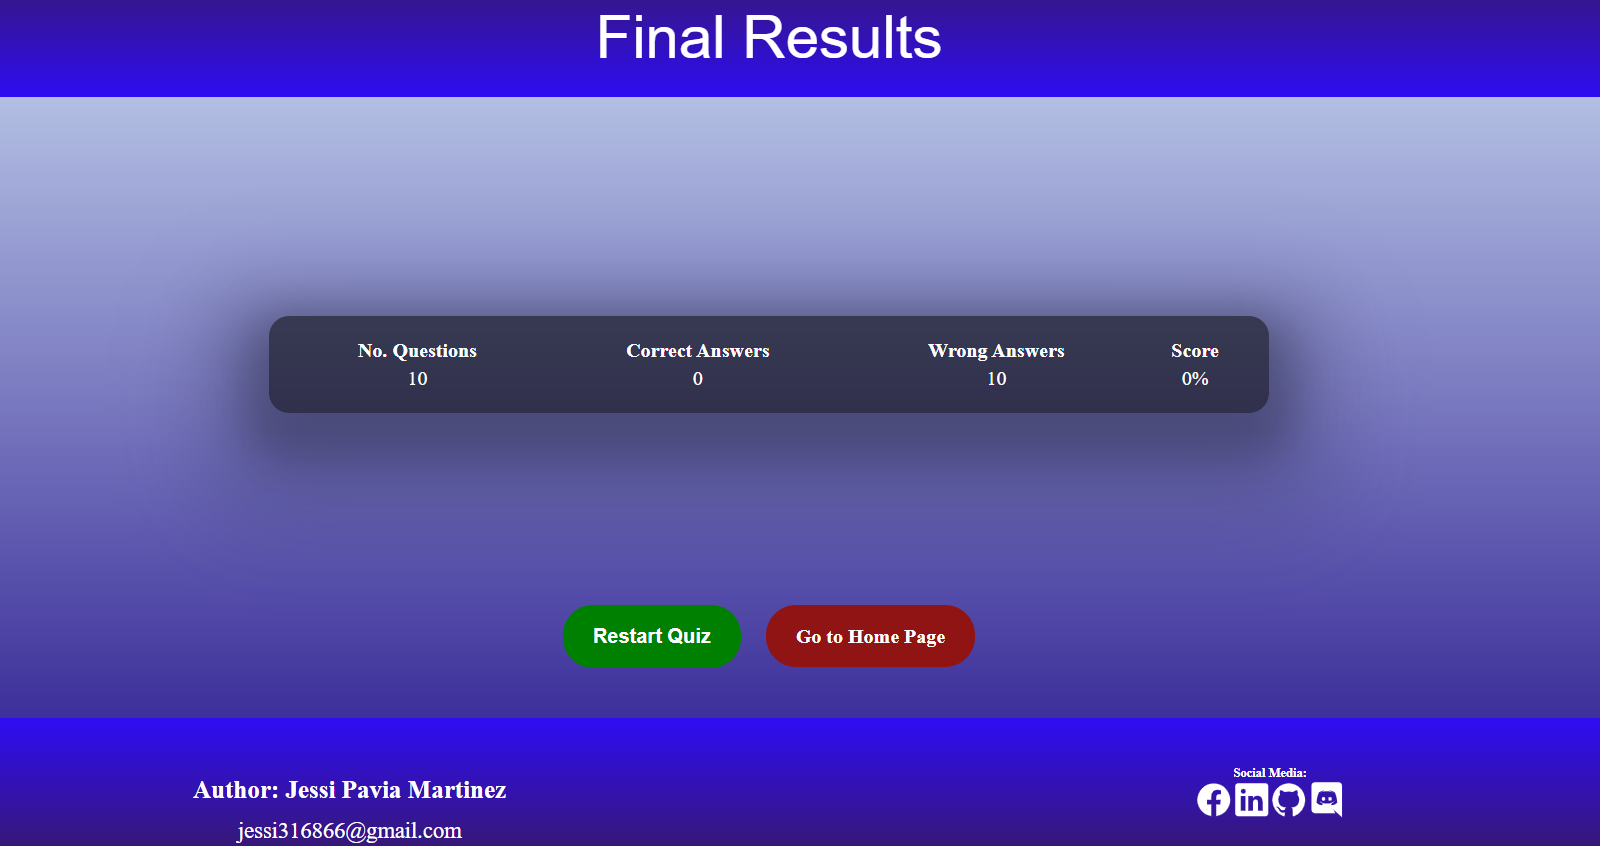 Final Results
No. Questions Correct Answers Wrong Answers Score
10 0 10 0%
Restart Quiz Go to Home Page
Social Media:
Author: Jessi Pavia Martinez
jessi316866@gmail.com